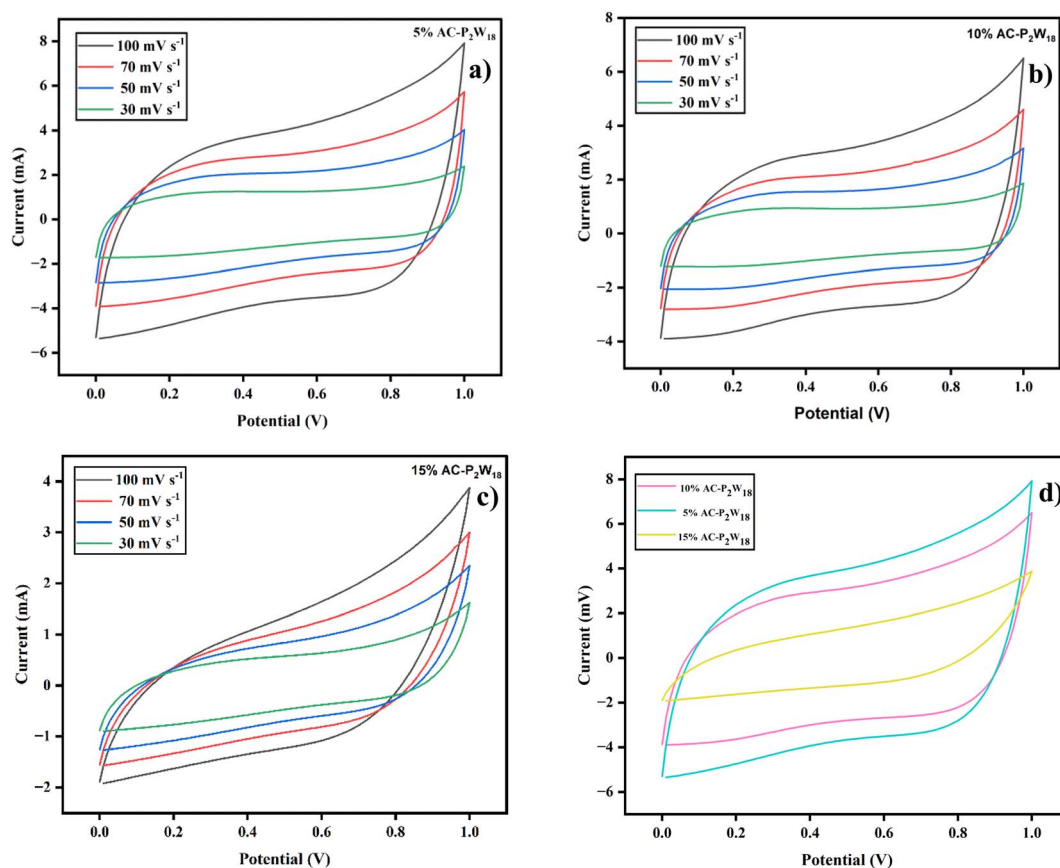 5% AC-P₂W₁₈
a)
100 mV s⁻¹
70 mV s⁻¹
50 mV s⁻¹
30 mV s⁻¹
Current (mA)
8
6
4
2
0
−2
−4
−6
0.0 0.2 0.4 0.6 0.8 1.0
Potential (V)
10% AC-P₂W₁₈
b)
100 mV s⁻¹
70 mV s⁻¹
50 mV s⁻¹
30 mV s⁻¹
Current (mA)
8
6
4
2
0
−2
−4
0.0 0.2 0.4 0.6 0.8 1.0
Potential (V)
15% AC-P₂W₁₈
c)
100 mV s⁻¹
70 mV s⁻¹
50 mV s⁻¹
30 mV s⁻¹
Current (mA)
4
3
2
1
0
−1
−2
0.0 0.2 0.4 0.6 0.8 1.0
Potential (V)
d)
10% AC-P₂W₁₈
5% AC-P₂W₁₈
15% AC-P₂W₁₈
Current (mV)
8
6
4
2
0
−2
−4
−6
0.0 0.2 0.4 0.6 0.8 1.0
Potential (V)